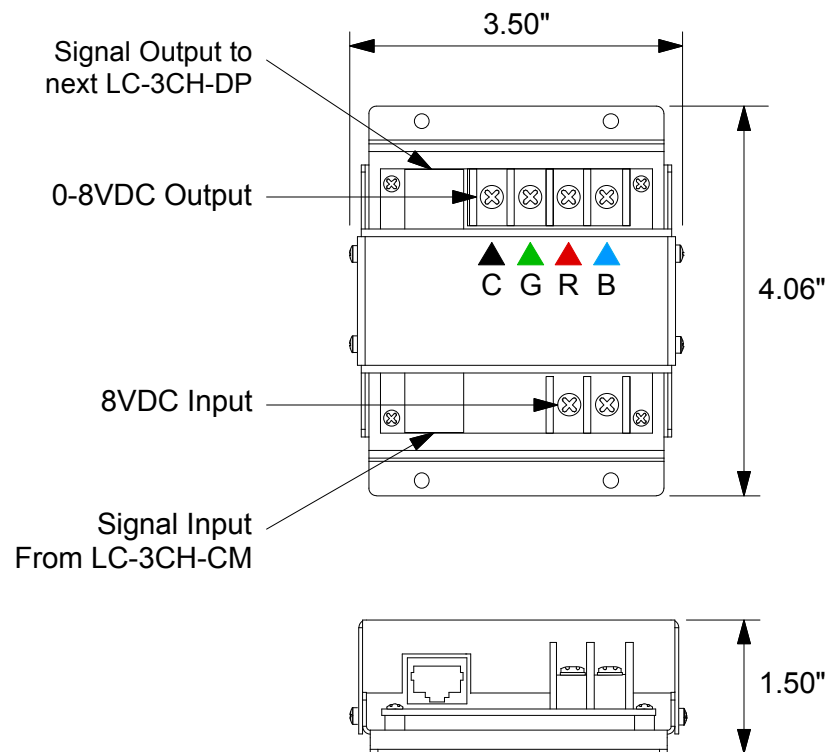 3.50"
Signal Output to
next LC-3CH-DP
0-8VDC Output
C G R B
4.06"
8VDC Input
Signal Input
From LC-3CH-CM
1.50"